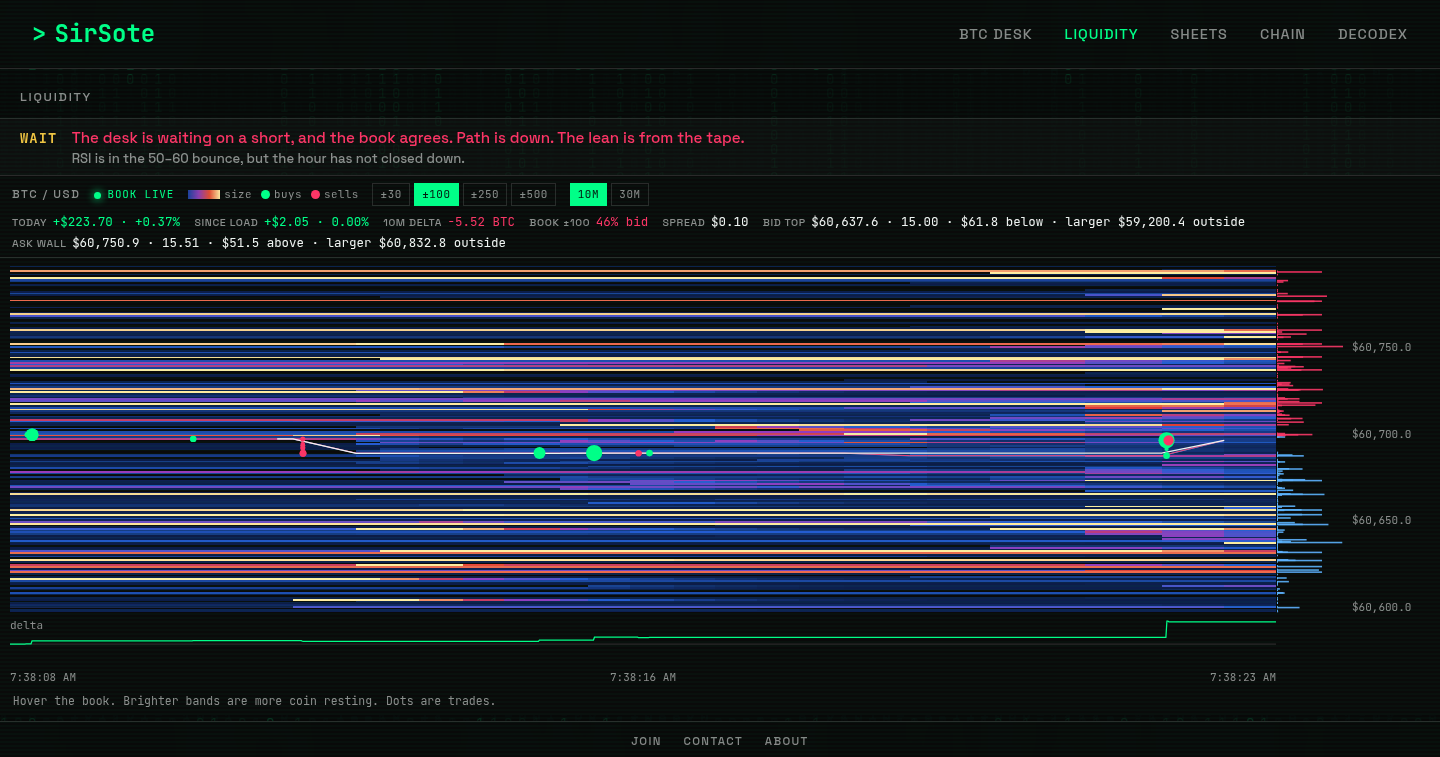 > SirSote
BTC DESK LIQUIDITY SHEETS CHAIN DECODEX
LIQUIDITY
WAIT The desk is waiting on a short, and the book agrees. Path is down. The lean is from the tape.
RSI is in the 50–60 bounce, but the hour has not closed down.
BTC / USD BOOK LIVE size buys sells ±30 ±100 ±250 ±500 10M 30M
TODAY +$223.70 · +0.37% SINCE LOAD +$2.05 · 0.00% 10M DELTA -5.52 BTC BOOK ±100 46% bid SPREAD $0.10 BID TOP $60,637.6 · 15.00 · $61.8 below · larger $59,200.4 outside
ASK WALL $60,750.9 · 15.51 · $51.5 above · larger $60,832.8 outside
$60,750.0
$60,700.0
$60,650.0
$60,600.0
delta
7:38:08 AM 7:38:16 AM 7:38:23 AM
Hover the book. Brighter bands are more coin resting. Dots are trades.
JOIN CONTACT ABOUT